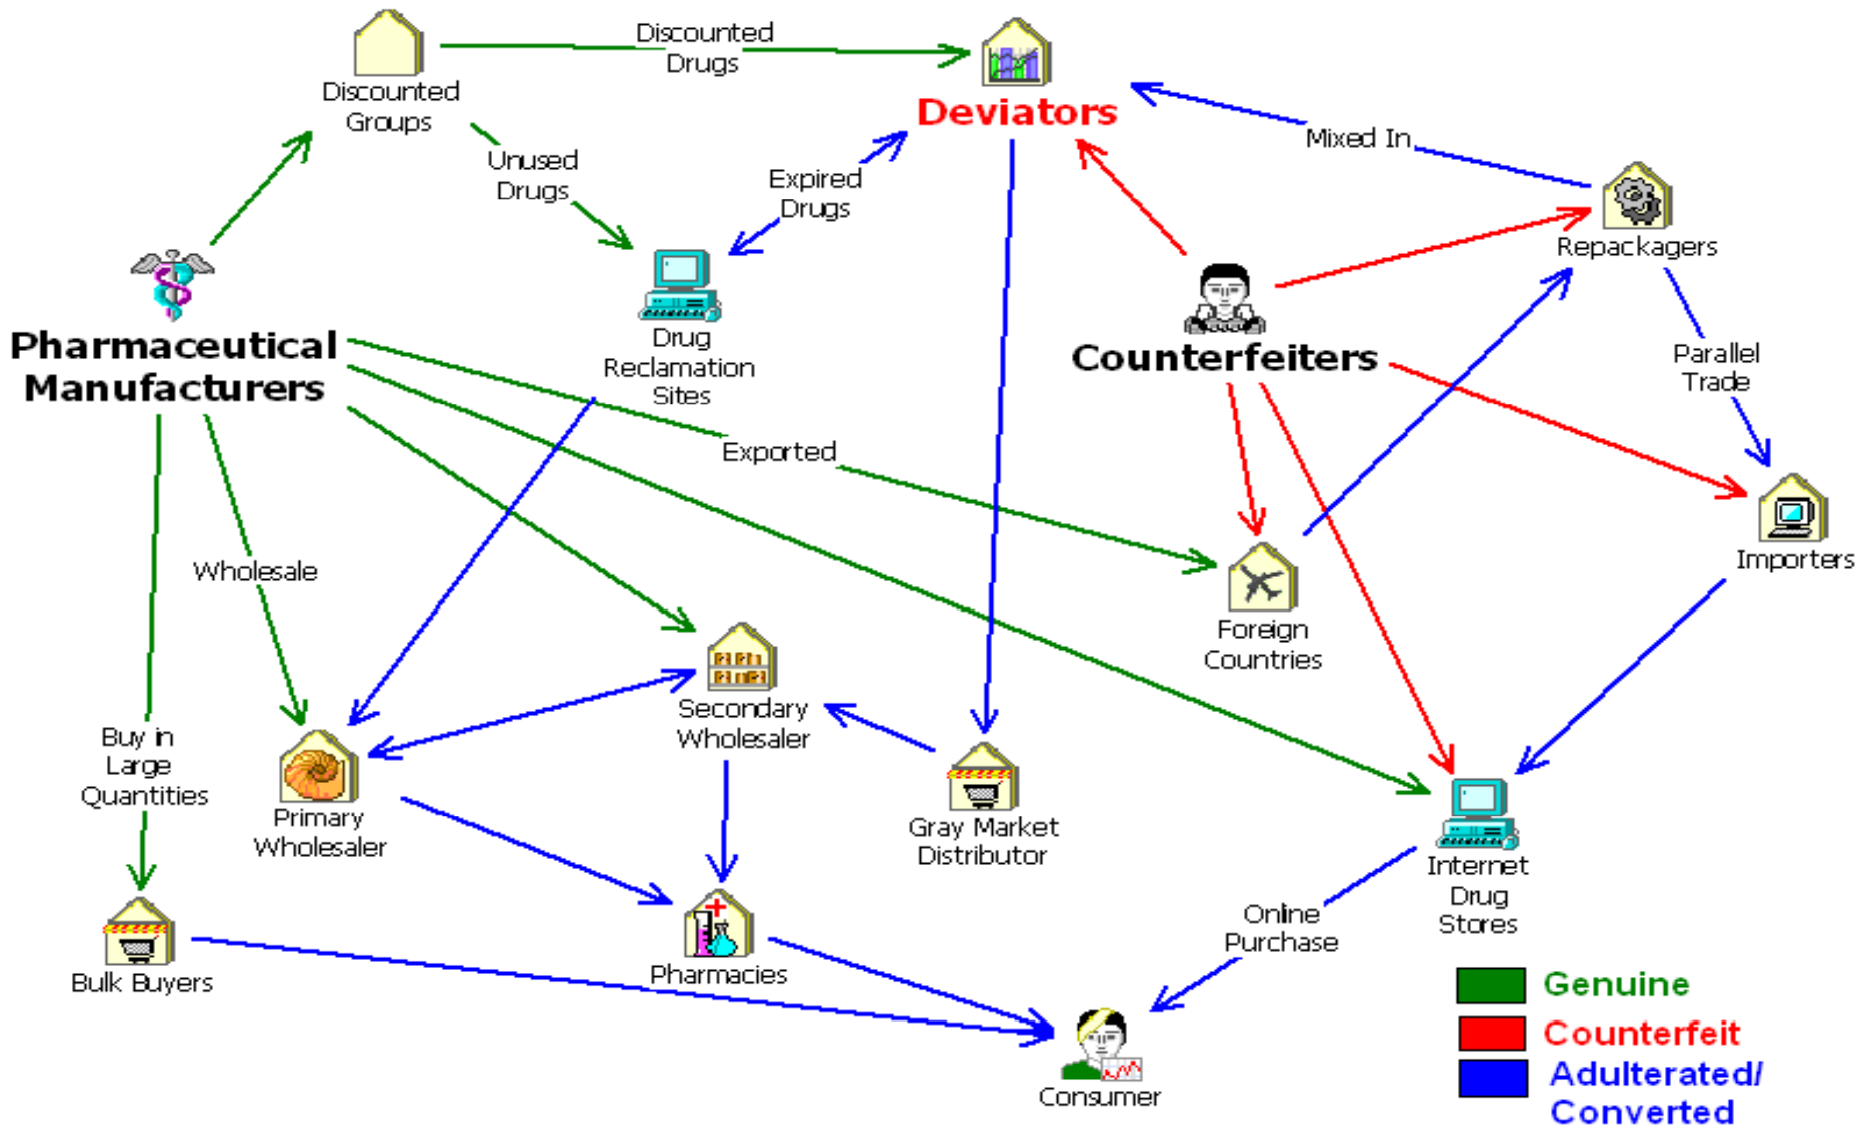 Discounted
Groups
Discounted
Drugs
Deviators
Mixed In
Unused
Drugs
Expired
Drugs
Repackagers
Pharmaceutical
Manufacturers
Drug
Reclamation
Sites
Counterfeiters
Parallel
Trade
Exported
Importers
Wholesale
Foreign
Countries
Secondary
Wholesaler
Buy in
Large
Quantities
Primary
Wholesaler
Gray Market
Distributor
Internet
Drug
Stores
Online
Purchase
Bulk Buyers
Pharmacies
Consumer
Genuine
Counterfeit
Adulterated/
Converted